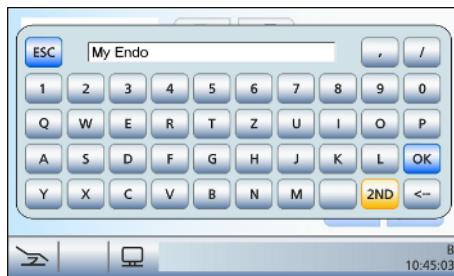 ESC My Endo , /
1 2 3 4 5 6 7 8 9 0
Q W E R T Z U I O P
A S D F G H J K L OK
Y X C V B N M 2ND <--
B
10:45:03